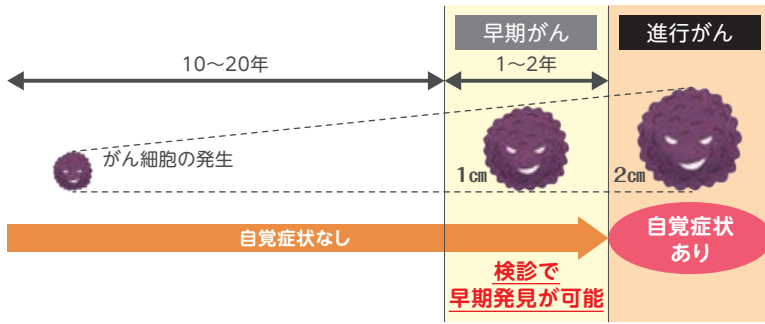 早期がん
進行がん
10〜20年
1〜2年
がん細胞の発生
1㎝
2㎝
自覚症状なし
自覚症状
あり
検診で
早期発見が可能